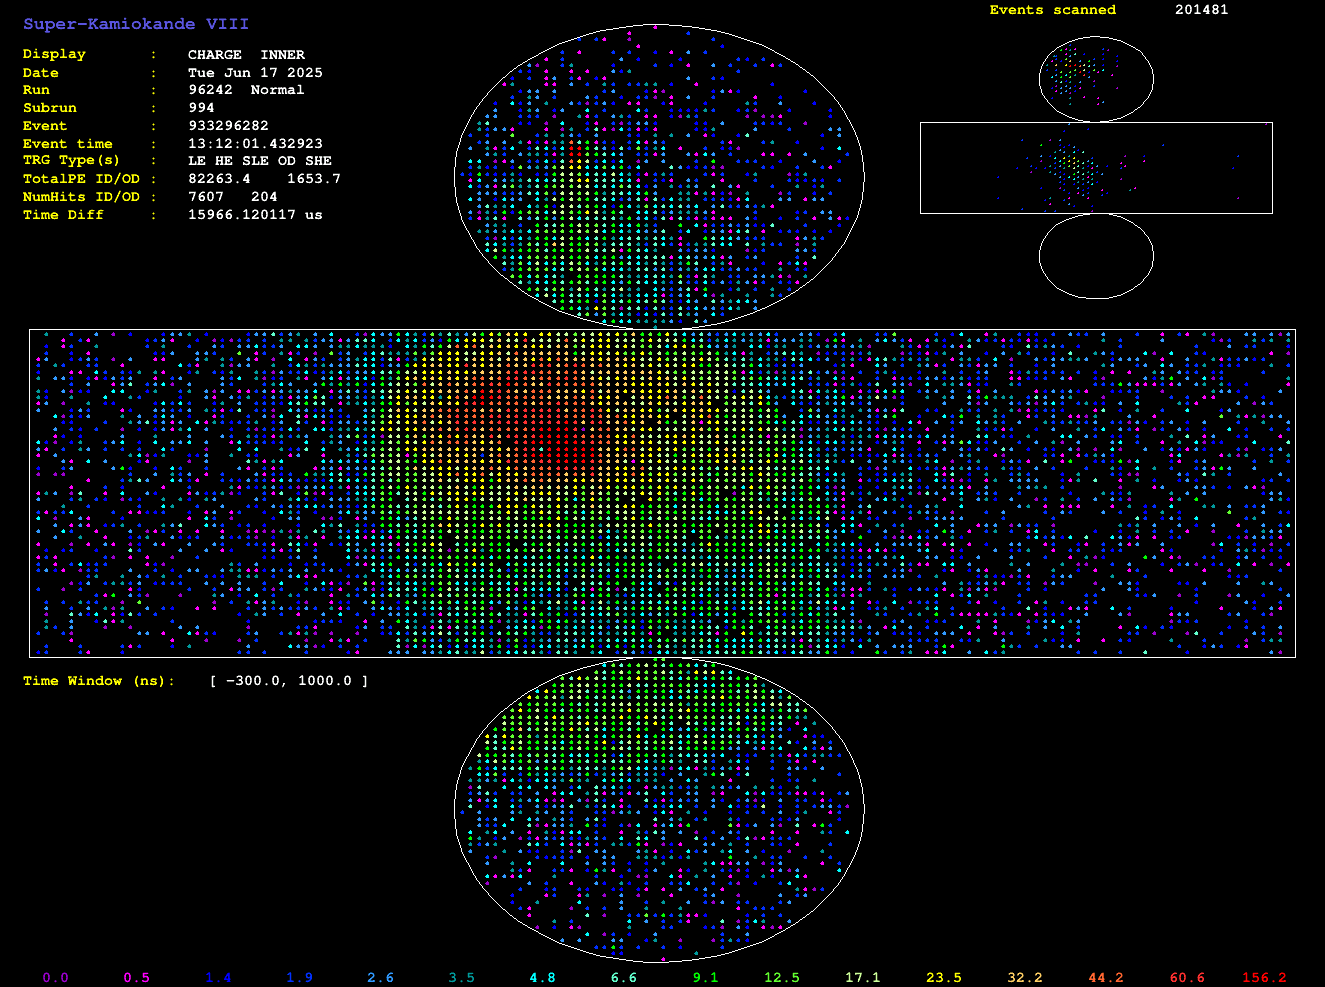 Super-Kamiokande VIII
Display : CHARGE INNER
Date : Tue Jun 17 2025
Run : 96242 Normal
Subrun : 994
Event : 933296282
Event time : 13:12:01.432923
TRG Type(s) : LE HE SLE OD SHE
TotalPE ID/OD : 82263.4 1653.7
NumHits ID/OD : 7607 204
Time Diff : 15966.120117 us
Events scanned 201481
Time Window (ns): [ -300.0, 1000.0 ]
0.0 0.5 1.4 1.9 2.6 3.5 4.8 6.6 9.1 12.5 17.1 23.5 32.2 44.2 60.6 156.2